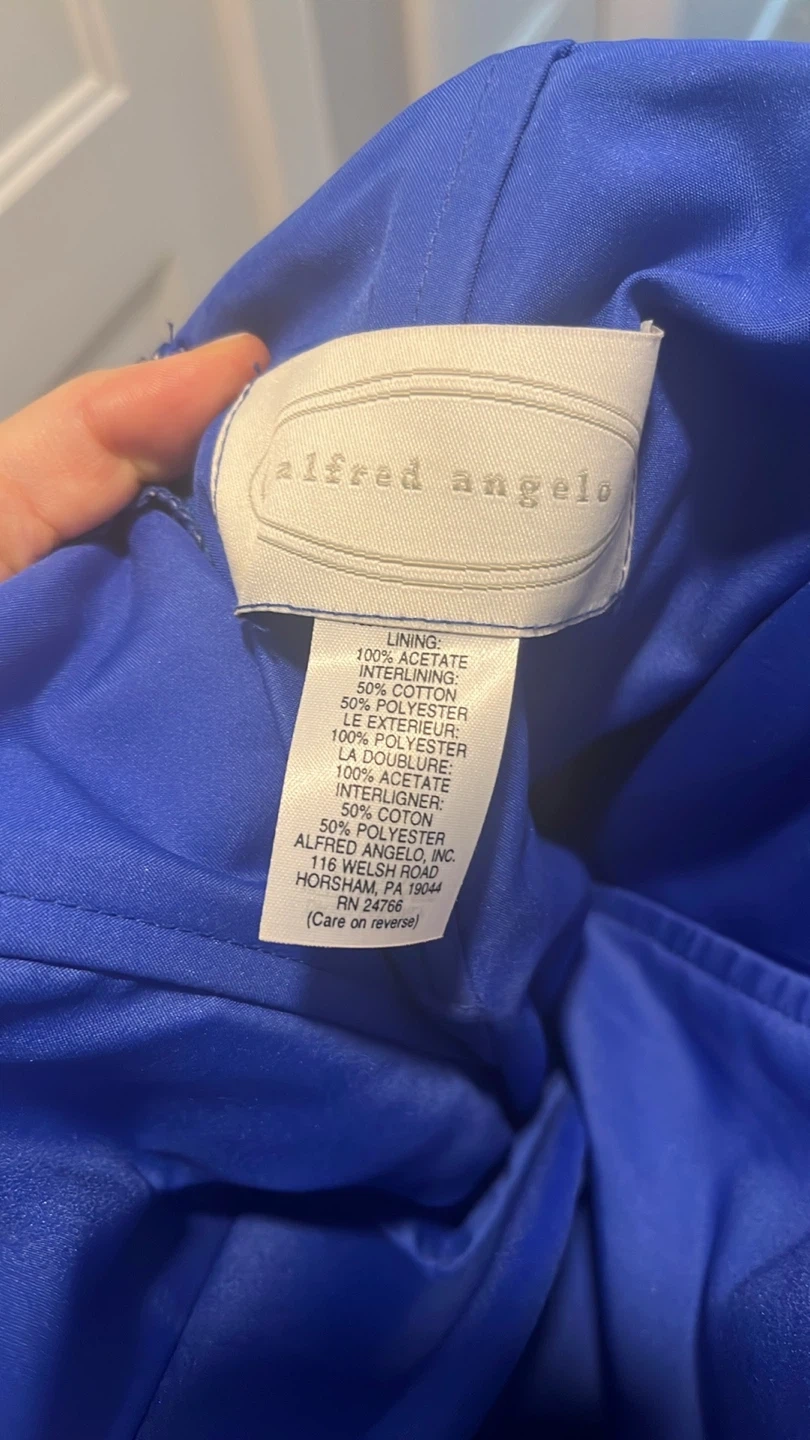 alfred angelo
LINING:
100% ACETATE
INTERLINING:
50% COTTON
50% POLYESTER
LE EXTERIEUR:
100% POLYESTER
LA DOUBLURE:
100% ACETATE
INTERLIGNER:
50% COTON
50% POLYESTER
ALFRED ANGELO, INC.
116 WELSH ROAD
HORSHAM, PA 19044
RN 24766
(Care on reverse)